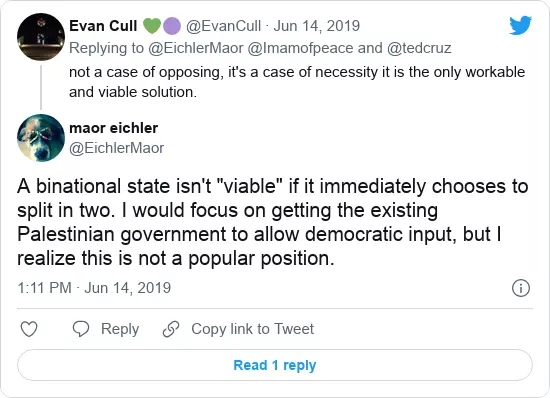 Evan Cull 💚🟣 @EvanCull · Jun 14, 2019
Replying to @EichlerMaor @Imamofpeace and @tedcruz
not a case of opposing, it's a case of necessity it is the only workable
and viable solution.
maor eichler
@EichlerMaor
A binational state isn't "viable" if it immediately chooses to
split in two. I would focus on getting the existing
Palestinian government to allow democratic input, but I
realize this is not a popular position.
1:11 PM · Jun 14, 2019
Reply
Copy link to Tweet
Read 1 reply